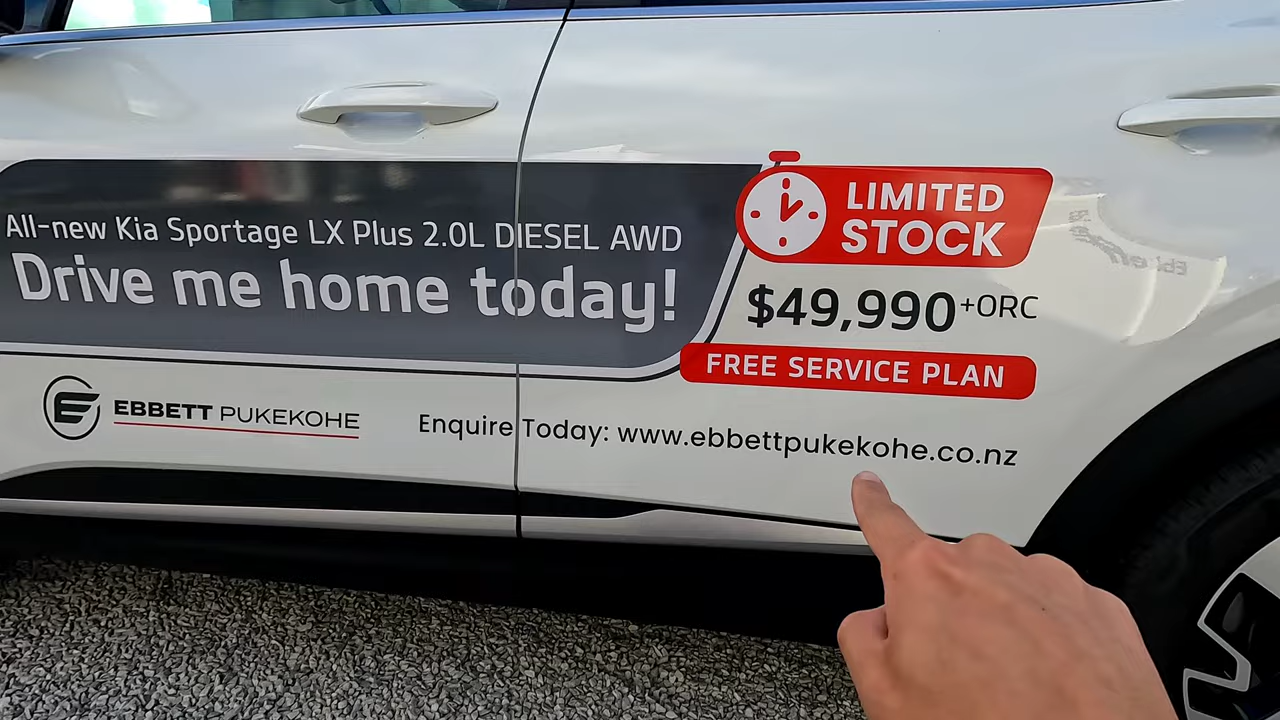 All-new Kia Sportage LX Plus 2.0L DIESEL AWD
Drive me home today!
LIMITED
STOCK
$49,990+ORC
FREE SERVICE PLAN
EBBETT PUKEKOHE
Enquire Today: www.ebbettpukekohe.co.nz